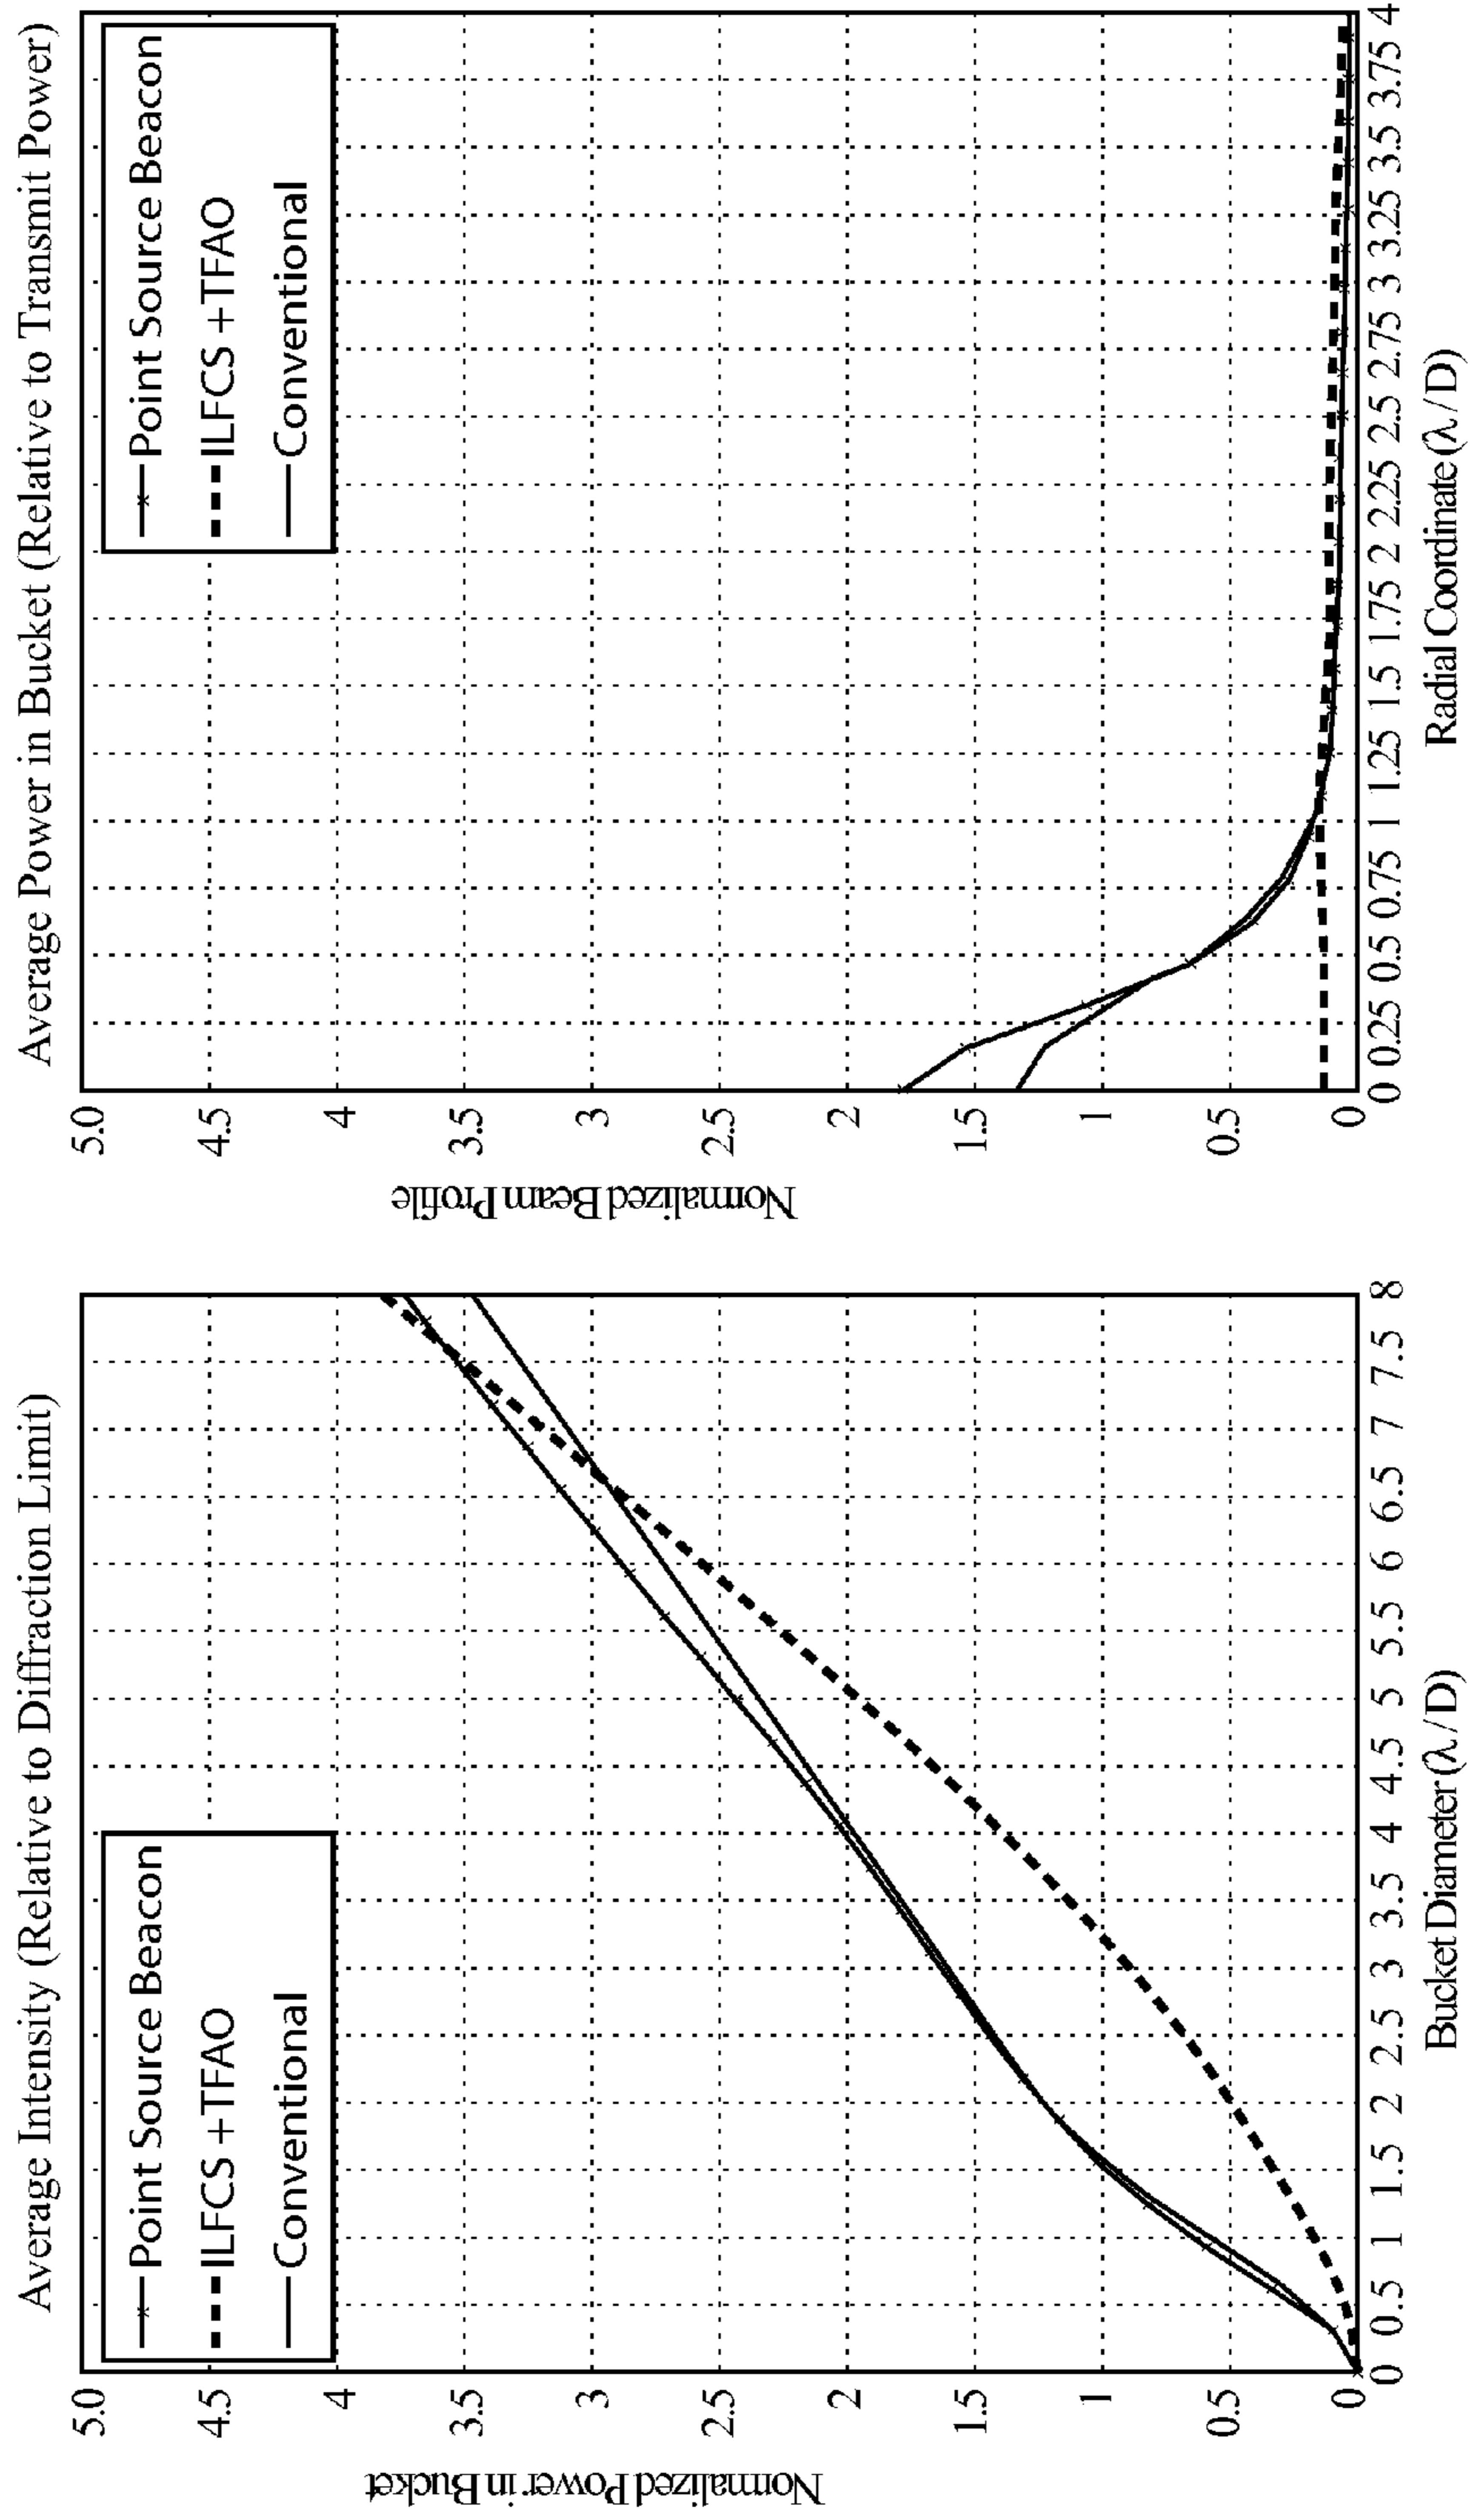 Average Intensity (Relative to Diffraction Limit)
Normalized Power in Bucket
5.0
4.5
4
3.5
3
2.5
2
1.5
1
0.5
0
Point Source Beacon
ILFCS + TFAO
Conventional
0 0.5 1 1.5 2 2.5 3 3.5 4 4.5 5 5.5 6 6.5 7 7.5 8
Bucket Diameter (λ/D)
Average Power in Bucket (Relative to Transmit Power)
Normalized Beam Profile
5.0
4.5
4
3.5
3
2.5
2
1.5
1
0.5
0
Point Source Beacon
ILFCS + TFAO
Conventional
0 0.25 0.5 0.75 1 1.25 1.5 1.75 2 2.25 2.5 2.75 3 3.25 3.5 3.75 4
Radial Coordinate (λ/D)